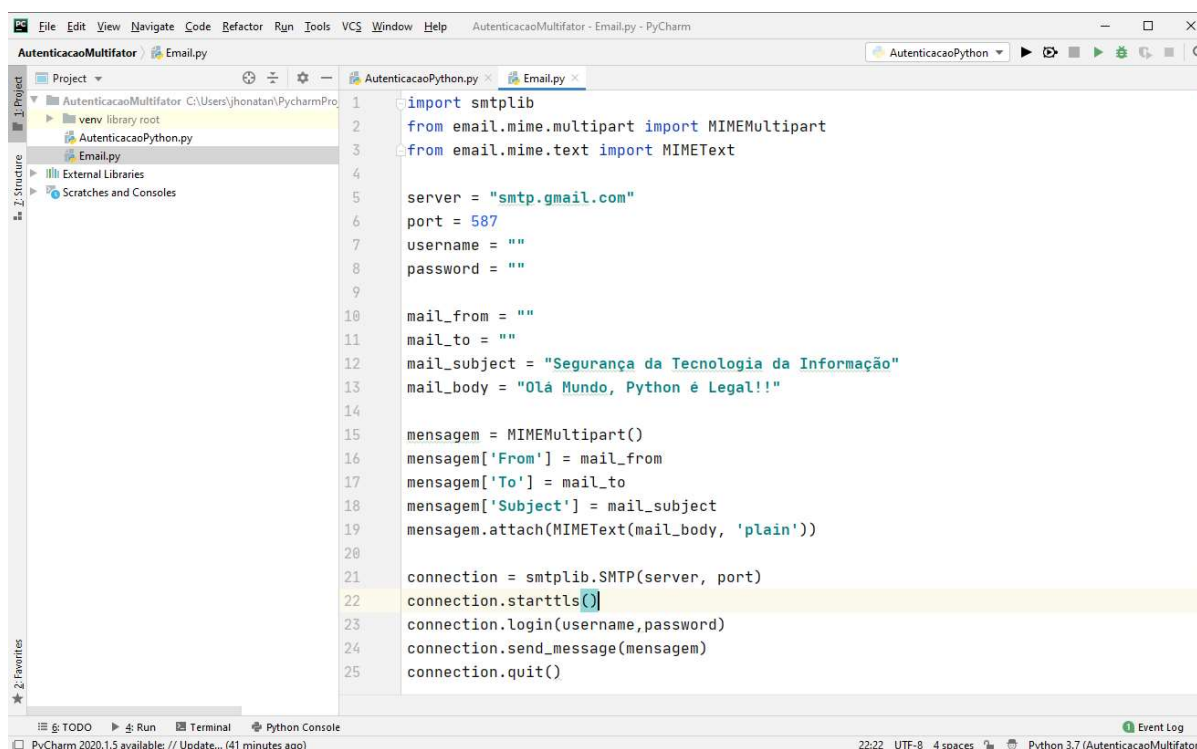 File Edit View Navigate Code Refactor Run Tools VCS Window Help AutenticacaoMultifator - Email.py - PyCharm
AutenticacaoMultifator Email.py AutenticacaoPython
1: Project
Project
AutenticacaoMultifator C:\Users\jhonatan\PycharmPro
venv library root
AutenticacaoPython.py
Email.py
External Libraries
Scratches and Consoles
Z: Structure
2: Favorites
AutenticacaoPython.py Email.py
1 import smtplib
2 from email.mime.multipart import MIMEMultipart
3 from email.mime.text import MIMEText
4
5 server = "smtp.gmail.com"
6 port = 587
7 username = ""
8 password = ""
9
10 mail_from = ""
11 mail_to = ""
12 mail_subject = "Segurança da Tecnologia da Informação"
13 mail_body = "Olá Mundo, Python é Legal!!"
14
15 mensagem = MIMEMultipart()
16 mensagem['From'] = mail_from
17 mensagem['To'] = mail_to
18 mensagem['Subject'] = mail_subject
19 mensagem.attach(MIMEText(mail_body, 'plain'))
20
21 connection = smtplib.SMTP(server, port)
22 connection.starttls()
23 connection.login(username,password)
24 connection.send_message(mensagem)
25 connection.quit()
6: TODO 4: Run Terminal Python Console 1 Event Log
PyCharm 2020.1.5 available: // Update... (41 minutes ago) 22:22 UTF-8 4 spaces Python 3.7 (AutenticacaoMultifator